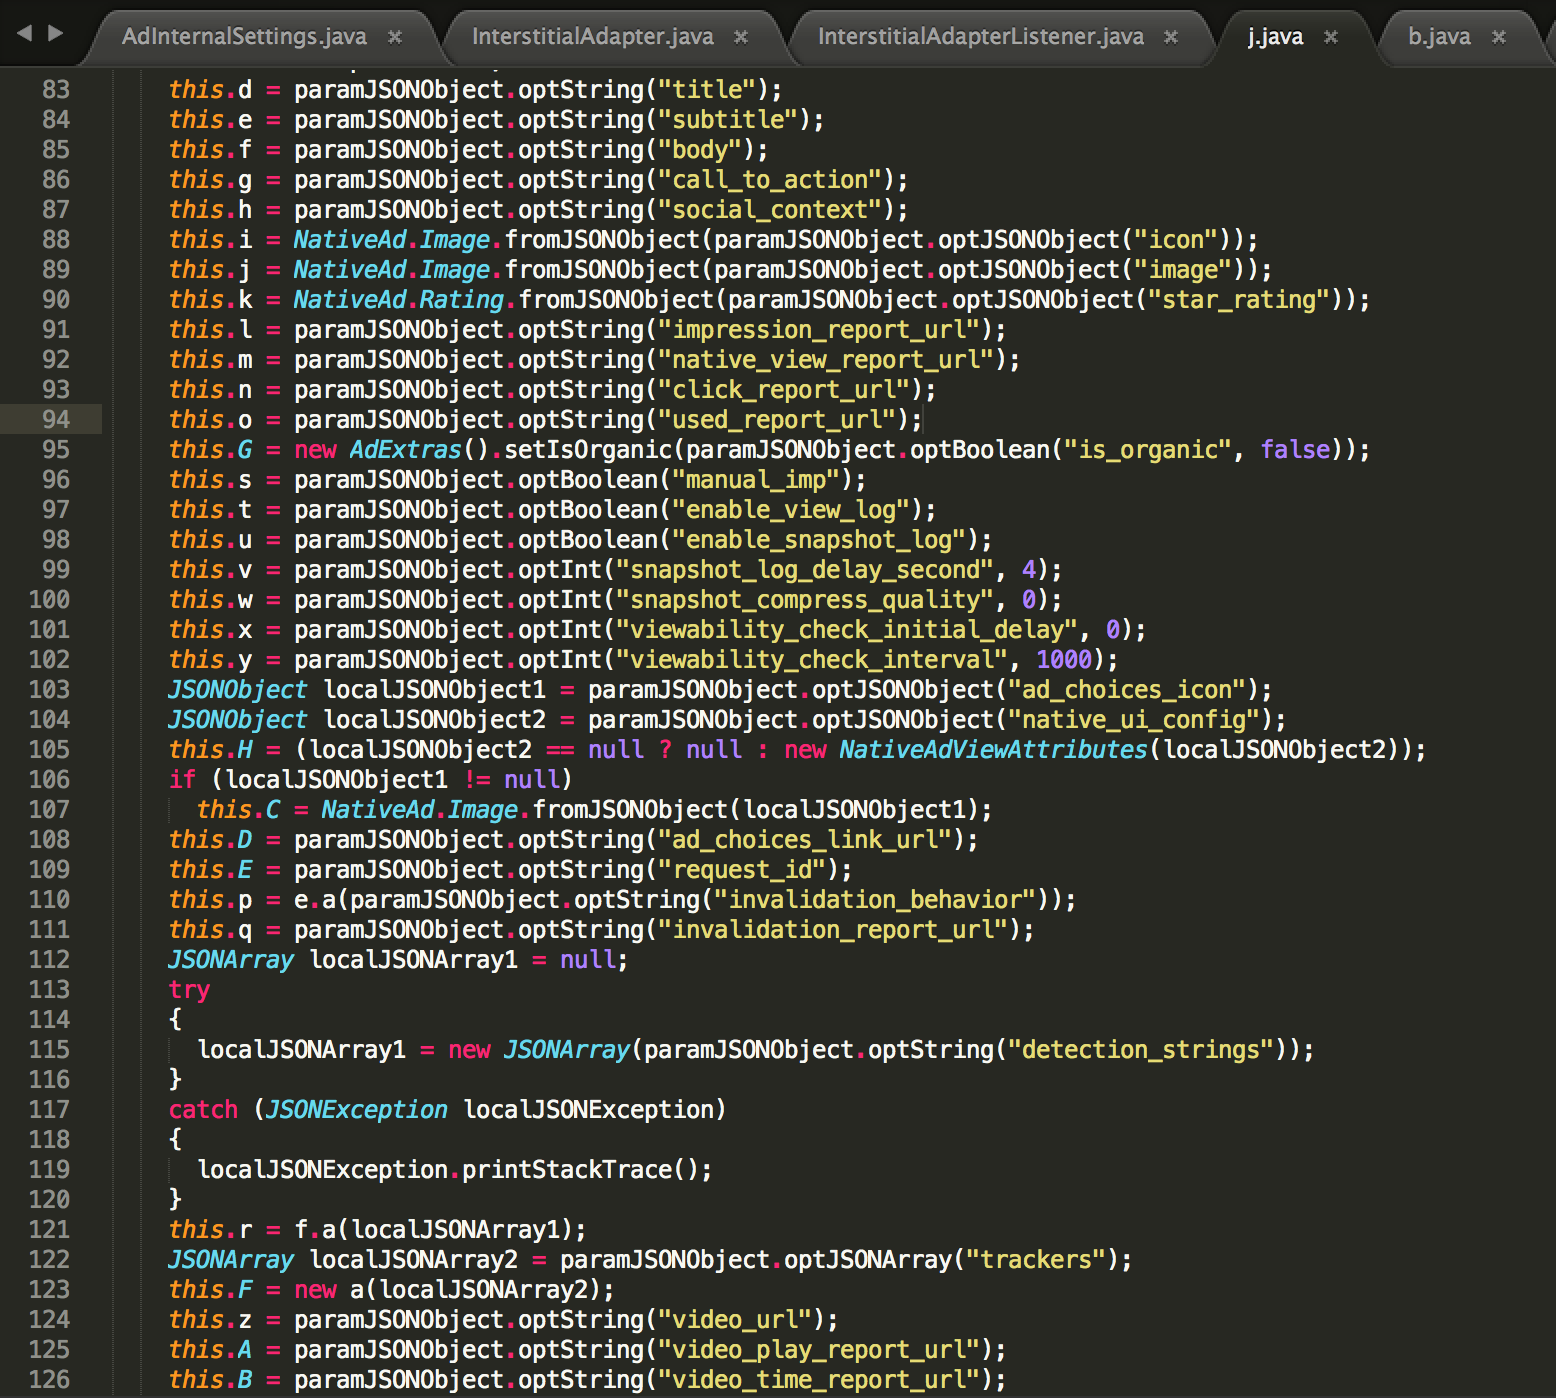 AdInternalSettings.java × InterstitialAdapter.java × InterstitialAdapterListener.java × j.java × b.java ×
83 this.d = paramJSONObject.optString("title");
84 this.e = paramJSONObject.optString("subtitle");
85 this.f = paramJSONObject.optString("body");
86 this.g = paramJSONObject.optString("call_to_action");
87 this.h = paramJSONObject.optString("social_context");
88 this.i = NativeAd.Image.fromJSONObject(paramJSONObject.optJSONObject("icon"));
89 this.j = NativeAd.Image.fromJSONObject(paramJSONObject.optJSONObject("image"));
90 this.k = NativeAd.Rating.fromJSONObject(paramJSONObject.optJSONObject("star_rating"));
91 this.l = paramJSONObject.optString("impression_report_url");
92 this.m = paramJSONObject.optString("native_view_report_url");
93 this.n = paramJSONObject.optString("click_report_url");
94 this.o = paramJSONObject.optString("used_report_url");
95 this.G = new AdExtras().setIsOrganic(paramJSONObject.optBoolean("is_organic", false));
96 this.s = paramJSONObject.optBoolean("manual_imp");
97 this.t = paramJSONObject.optBoolean("enable_view_log");
98 this.u = paramJSONObject.optBoolean("enable_snapshot_log");
99 this.v = paramJSONObject.optInt("snapshot_log_delay_second", 4);
100 this.w = paramJSONObject.optInt("snapshot_compress_quality", 0);
101 this.x = paramJSONObject.optInt("viewability_check_initial_delay", 0);
102 this.y = paramJSONObject.optInt("viewability_check_interval", 1000);
103 JSONObject localJSONObject1 = paramJSONObject.optJSONObject("ad_choices_icon");
104 JSONObject localJSONObject2 = paramJSONObject.optJSONObject("native_ui_config");
105 this.H = (localJSONObject2 == null ? null : new NativeAdViewAttributes(localJSONObject2));
106 if (localJSONObject1 != null)
107 this.C = NativeAd.Image.fromJSONObject(localJSONObject1);
108 this.D = paramJSONObject.optString("ad_choices_link_url");
109 this.E = paramJSONObject.optString("request_id");
110 this.p = e.a(paramJSONObject.optString("invalidation_behavior"));
111 this.q = paramJSONObject.optString("invalidation_report_url");
112 JSONArray localJSONArray1 = null;
113 try
114 {
115 localJSONArray1 = new JSONArray(paramJSONObject.optString("detection_strings"));
116 }
117 catch (JSONException localJSONException)
118 {
119 localJSONException.printStackTrace();
120 }
121 this.r = f.a(localJSONArray1);
122 JSONArray localJSONArray2 = paramJSONObject.optJSONArray("trackers");
123 this.F = new a(localJSONArray2);
124 this.z = paramJSONObject.optString("video_url");
125 this.A = paramJSONObject.optString("video_play_report_url");
126 this.B = paramJSONObject.optString("video_time_report_url");